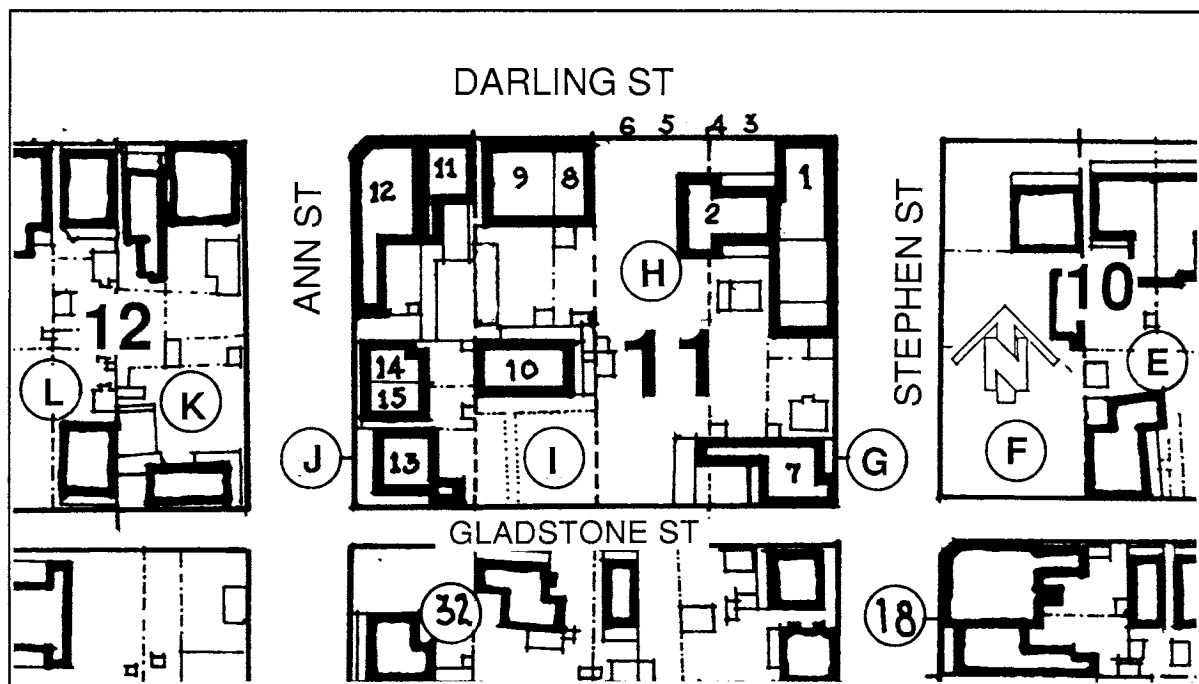 DARLING ST
6 5 4 3
ANN ST
STEPHEN ST
12
11
9
8
1
2
H
12
10
11
14
15
10
N
L
K
E
J
13
I
7
G
F
GLADSTONE ST
32
18